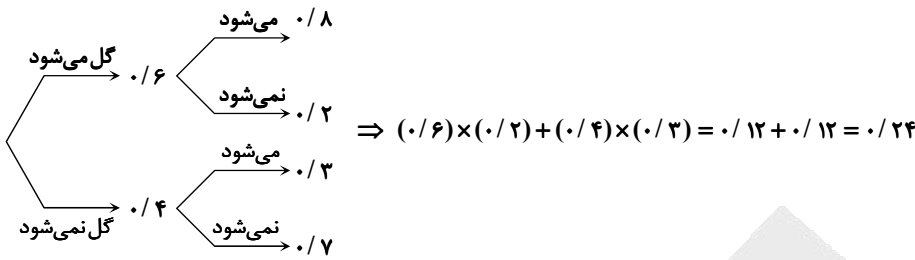 می‌شود ۰/۸
گل می‌شود ۰/۶
نمی‌شود ۰/۲
⇒ (۰/۶)×(۰/۲)+(۰/۴)×(۰/۳)=۰/۱۲+۰/۱۲=۰/۲۴
می‌شود ۰/۳
گل نمی‌شود ۰/۴
نمی‌شود ۰/۷